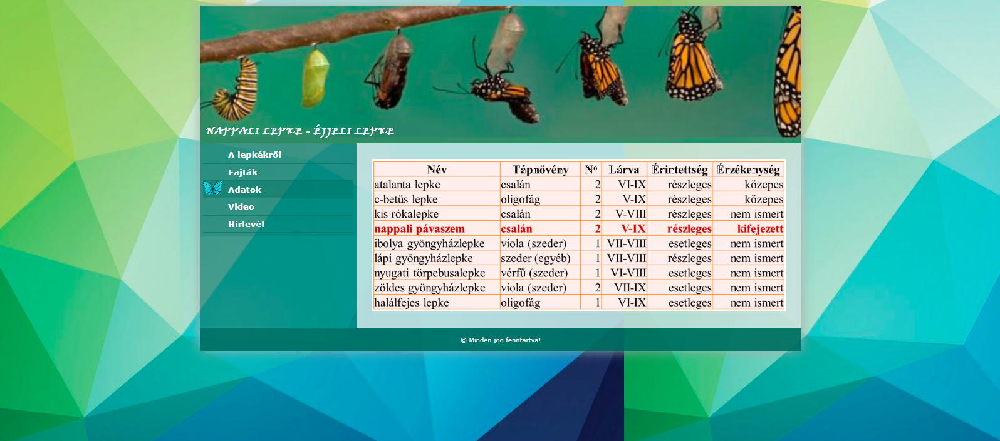 NAPPALI LEPKE - ÉJJELI LEPKE
A lepkékről
Fajták
Adatok
Video
Hírlevél
Név Tápnövény Nº Lárva Érintettség Érzékenység
atalanta lepke csalán 2 VI-IX részleges közepes
c-betűs lepke oligofág 2 V-IX részleges közepes
kis rókalepke csalán 2 V-VIII részleges nem ismert
nappali pávaszem csalán 2 V-IX részleges kifejezett
ibolya gyöngyházlepke viola (szeder) 1 VII-VIII esetleges nem ismert
lápi gyöngyházlepke szeder (egyéb) 1 VII-VIII részleges nem ismert
nyugati törpebusalepke vérfű (szeder) 1 VI-VIII esetleges nem ismert
zöldes gyöngyházlepke viola (szeder) 2 VII-IX esetleges nem ismert
halálfejes lepke oligofág 1 VI-IX esetleges nem ismert
© Minden jog fenntartva!